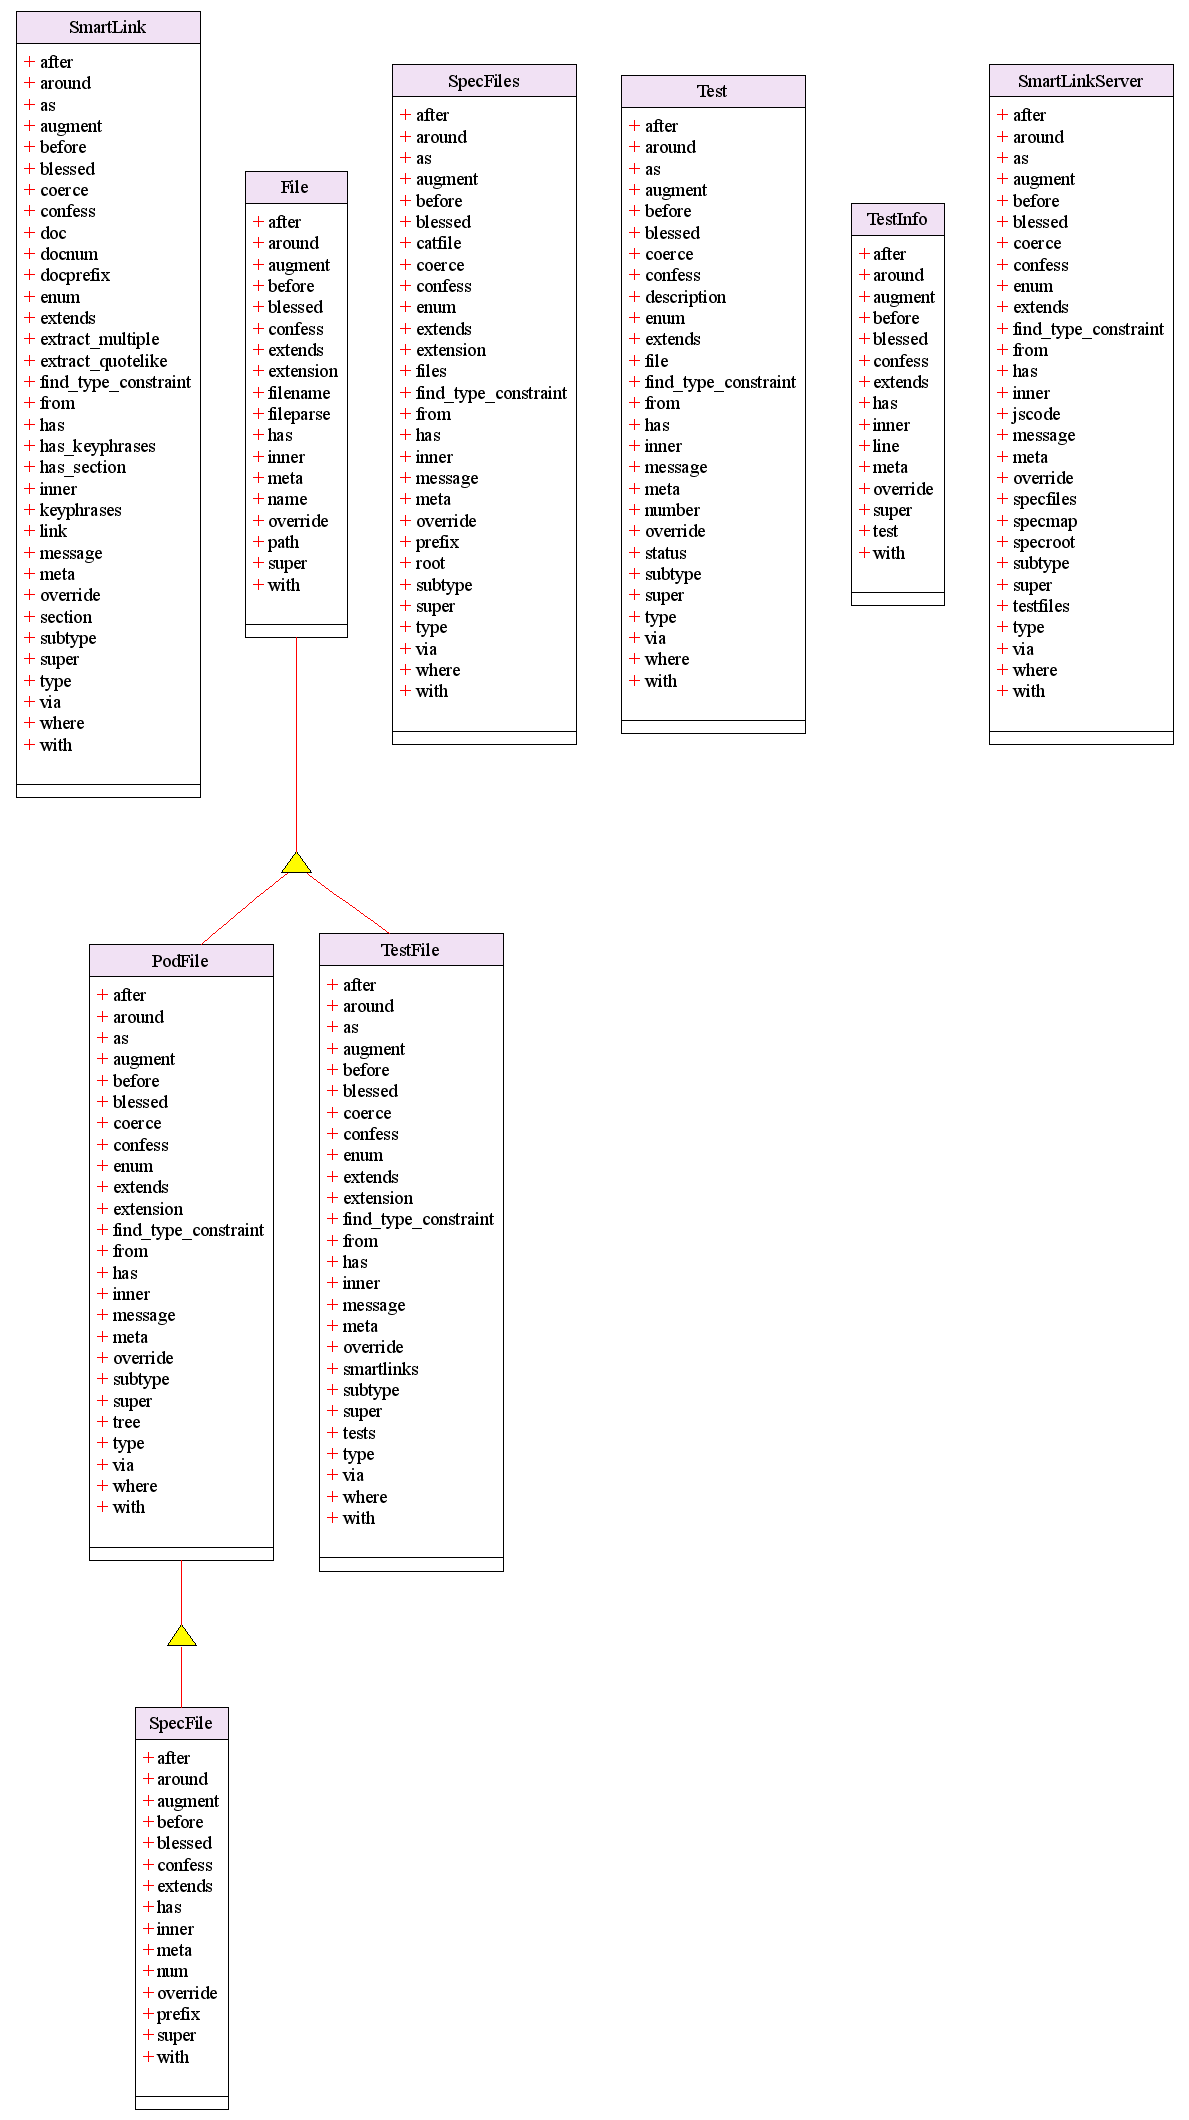 SmartLink
+ after
+ around
+ as
+ augment
+ before
+ blessed
+ coerce
+ confess
+ doc
+ docnum
+ docprefix
+ enum
+ extends
+ extract_multiple
+ extract_quotelike
+ find_type_constraint
+ from
+ has
+ has_keyphrases
+ has_section
+ inner
+ keyphrases
+ link
+ message
+ meta
+ override
+ section
+ subtype
+ super
+ type
+ via
+ where
+ with
File
+ after
+ around
+ augment
+ before
+ blessed
+ confess
+ extends
+ extension
+ filename
+ fileparse
+ has
+ inner
+ meta
+ name
+ override
+ path
+ super
+ with
SpecFiles
+ after
+ around
+ as
+ augment
+ before
+ blessed
+ catfile
+ coerce
+ confess
+ enum
+ extends
+ extension
+ files
+ find_type_constraint
+ from
+ has
+ inner
+ message
+ meta
+ override
+ prefix
+ root
+ subtype
+ super
+ type
+ via
+ where
+ with
Test
+ after
+ around
+ as
+ augment
+ before
+ blessed
+ coerce
+ confess
+ description
+ enum
+ extends
+ file
+ find_type_constraint
+ from
+ has
+ inner
+ message
+ meta
+ number
+ override
+ status
+ subtype
+ super
+ type
+ via
+ where
+ with
TestInfo
+ after
+ around
+ augment
+ before
+ blessed
+ confess
+ extends
+ has
+ inner
+ line
+ meta
+ override
+ super
+ test
+ with
SmartLinkServer
+ after
+ around
+ as
+ augment
+ before
+ blessed
+ coerce
+ confess
+ enum
+ extends
+ find_type_constraint
+ from
+ has
+ inner
+ jscode
+ message
+ meta
+ override
+ specfiles
+ specmap
+ specroot
+ subtype
+ super
+ testfiles
+ type
+ via
+ where
+ with
PodFile
+ after
+ around
+ as
+ augment
+ before
+ blessed
+ coerce
+ confess
+ enum
+ extends
+ extension
+ find_type_constraint
+ from
+ has
+ inner
+ message
+ meta
+ override
+ subtype
+ super
+ tree
+ type
+ via
+ where
+ with
TestFile
+ after
+ around
+ as
+ augment
+ before
+ blessed
+ coerce
+ confess
+ enum
+ extends
+ extension
+ find_type_constraint
+ from
+ has
+ inner
+ message
+ meta
+ override
+ smartlinks
+ subtype
+ super
+ tests
+ type
+ via
+ where
+ with
SpecFile
+ after
+ around
+ augment
+ before
+ blessed
+ confess
+ extends
+ has
+ inner
+ meta
+ num
+ override
+ prefix
+ super
+ with